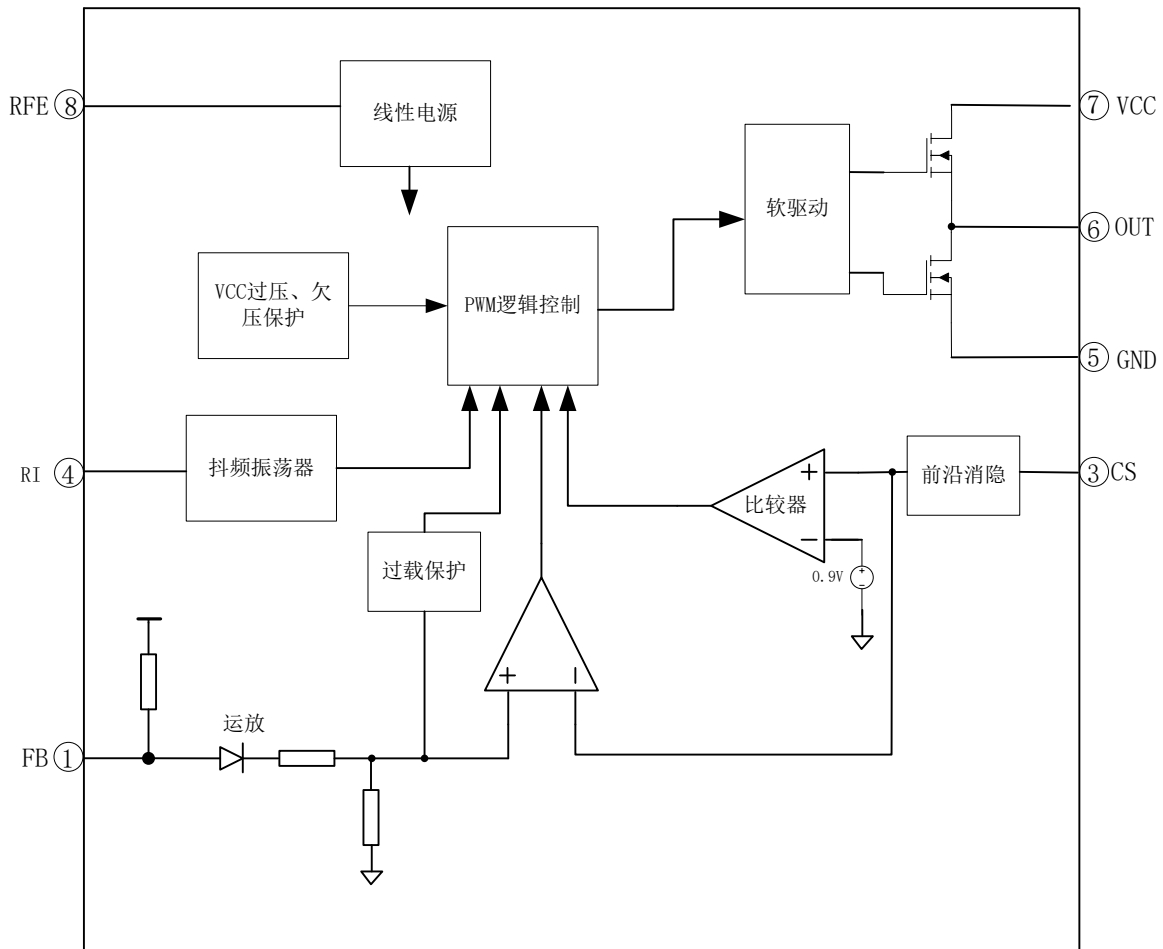 RFE ⑧
线性电源
⑦ VCC
软驱动
⑥ OUT
VCC过压、欠
压保护
PWM逻辑控制
⑤ GND
RI ④
抖频振荡器
比较器
+
−
前沿消隐
③ CS
过载保护
0.9V
+
−
+
−
运放
FB ①